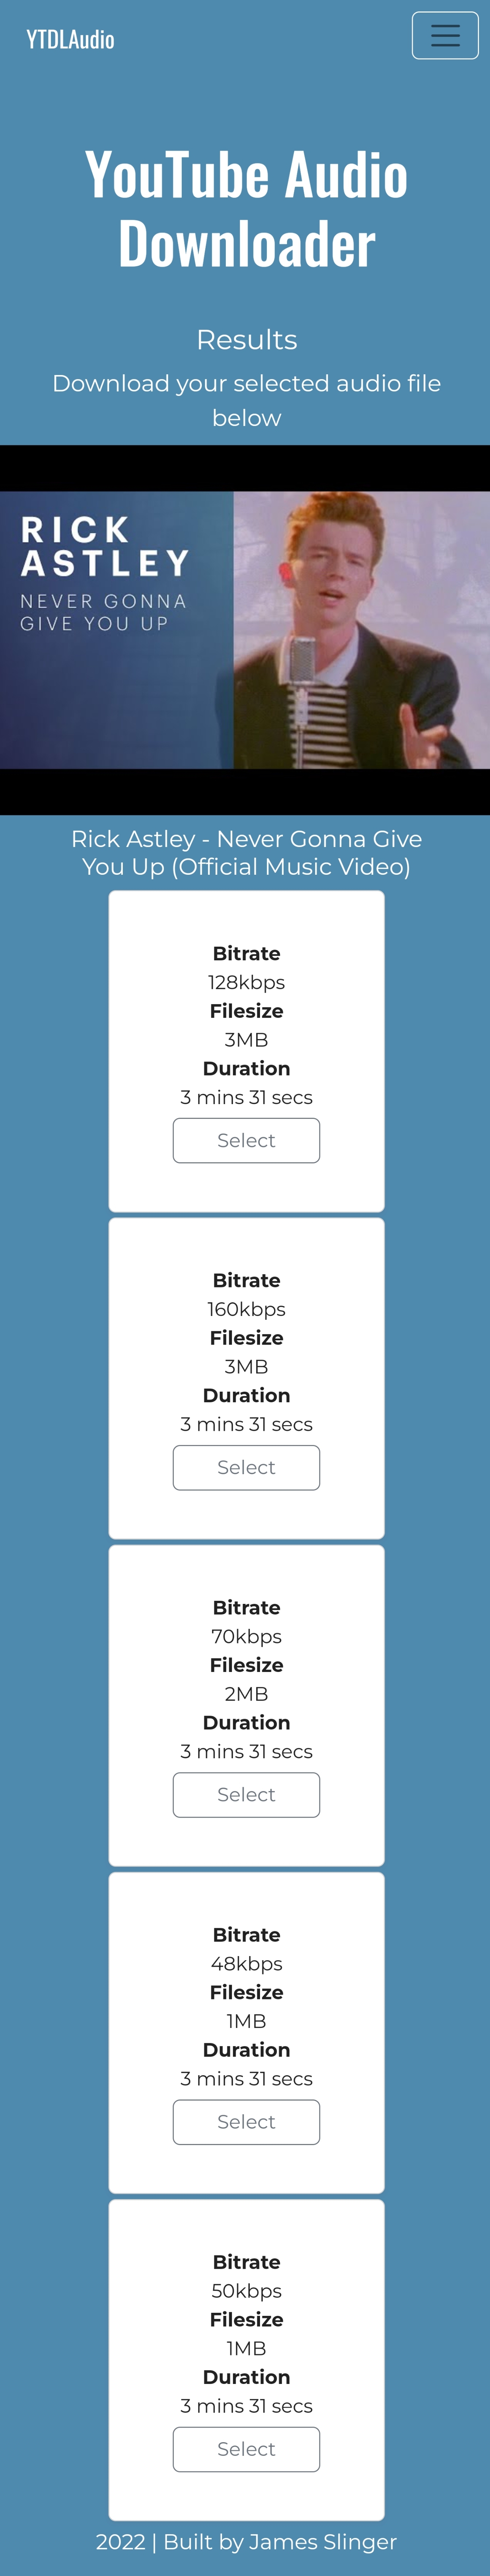 YTDLAudio
YouTube Audio
Downloader
Results
Download your selected audio file
below
RICK
ASTLEY
NEVER GONNA
GIVE YOU UP
Rick Astley - Never Gonna Give
You Up (Official Music Video)
Bitrate
128kbps
Filesize
3MB
Duration
3 mins 31 secs
Select
Bitrate
160kbps
Filesize
3MB
Duration
3 mins 31 secs
Select
Bitrate
70kbps
Filesize
2MB
Duration
3 mins 31 secs
Select
Bitrate
48kbps
Filesize
1MB
Duration
3 mins 31 secs
Select
Bitrate
50kbps
Filesize
1MB
Duration
3 mins 31 secs
Select
2022 | Built by James Slinger